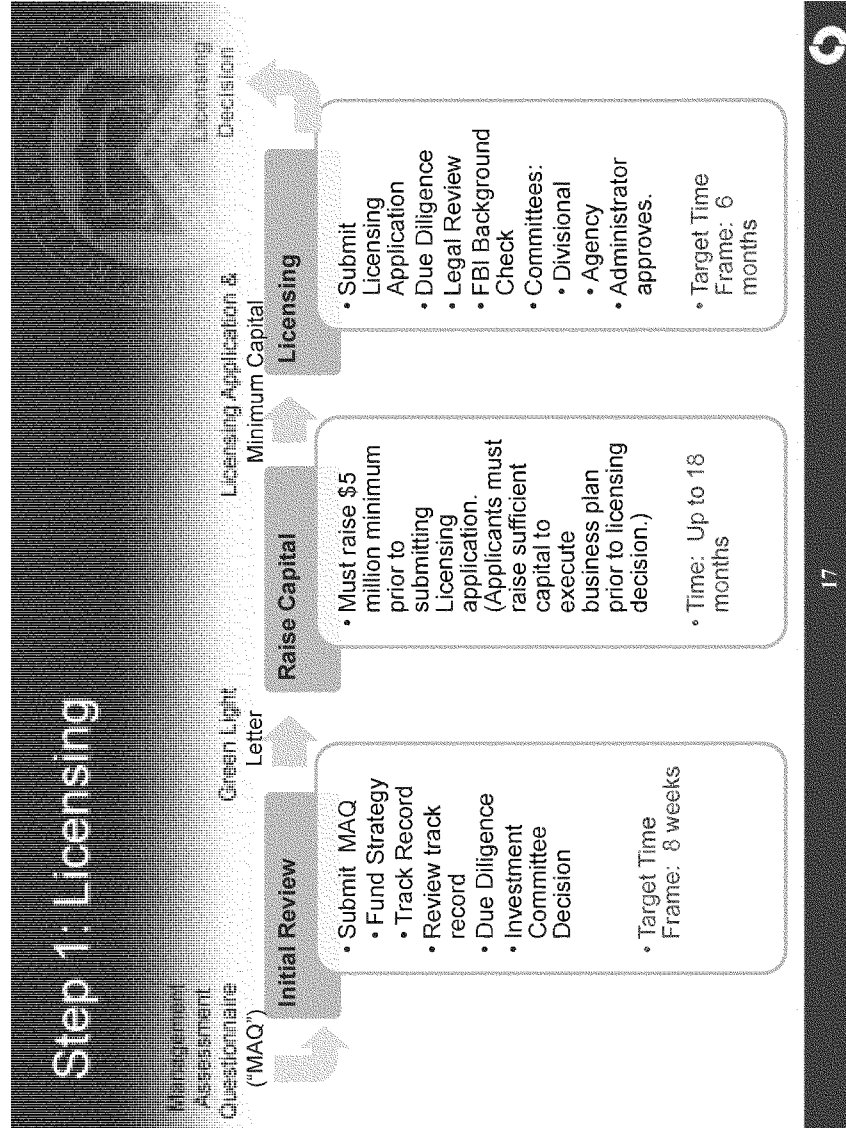 Step 1: Licensing
Management
Assessment
Questionnaire
("MAQ")
Initial Review
• Submit MAQ
• Fund Strategy
• Track Record
• Review track
record
• Due Diligence
• Investment
Committee
Decision
• Target Time
Frame: 8 weeks
Green Light
Letter
Raise Capital
• Must raise $5
million minimum
prior to
submitting
Licensing
application.
(Applicants must
raise sufficient
capital to
execute
business plan
prior to licensing
decision.)
• Time: Up to 18
months
Licensing Application &
Minimum Capital
Licensing
• Submit
Licensing
Application
• Due Diligence
• Legal Review
• FBI Background
Check
• Committees:
• Divisional
• Agency
• Administrator
approves.
• Target Time
Frame: 6
months
Licensing
Decision
17